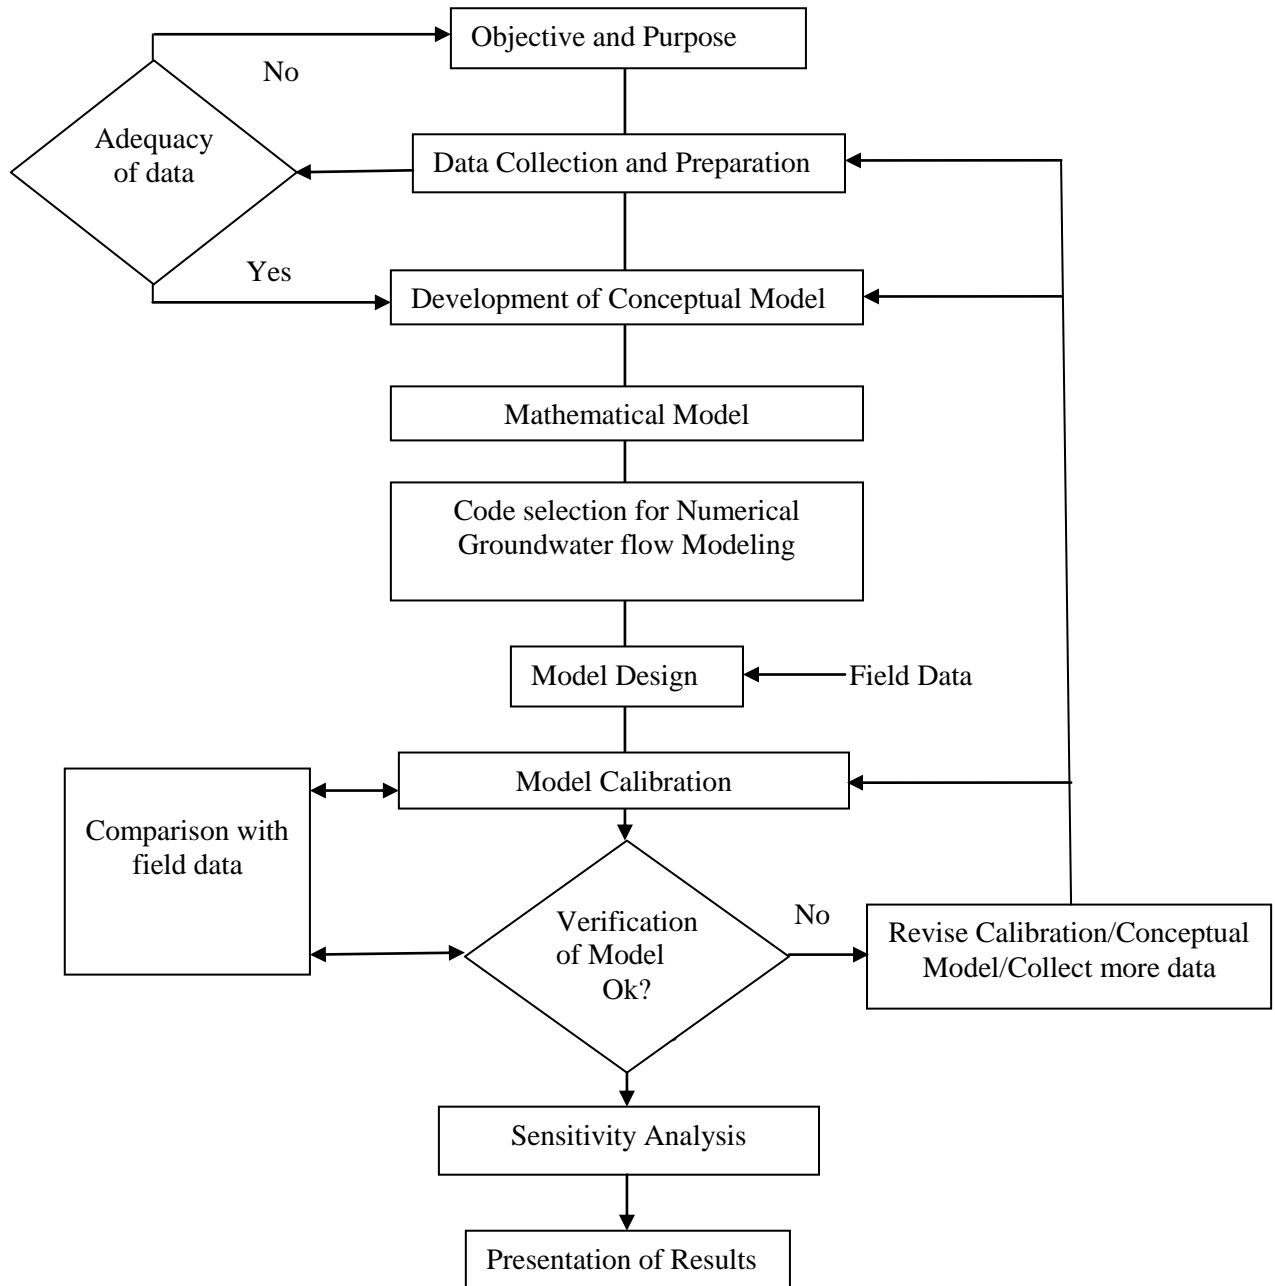 Objective and Purpose
No
Adequacy
of data
Data Collection and Preparation
Yes
Development of Conceptual Model
Mathematical Model
Code selection for Numerical
Groundwater flow Modeling
Model Design
Field Data
Model Calibration
Comparison with
field data
Verification
of Model
Ok?
No
Revise Calibration/Conceptual
Model/Collect more data
Sensitivity Analysis
Presentation of Results